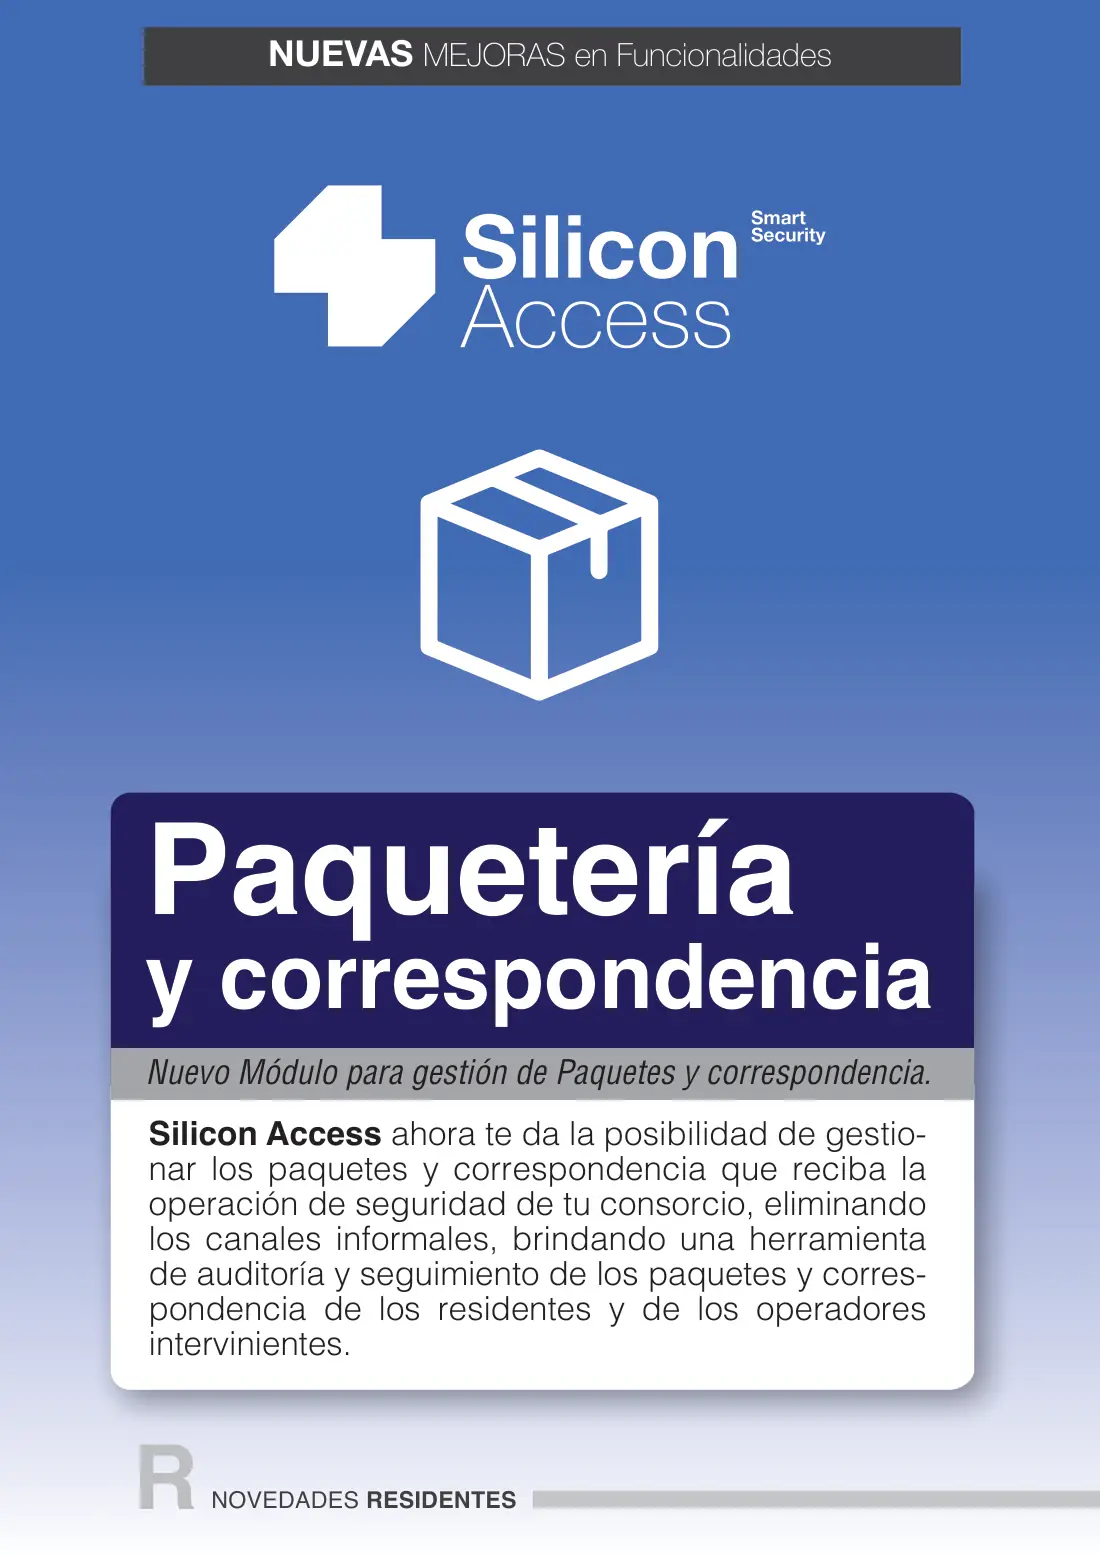 NUEVAS MEJORAS en Funcionalidades
Silicon
Access
Smart
Security
Paquetería
y correspondencia
Nuevo Módulo para gestión de Paquetes y correspondencia.
Silicon Access ahora te da la posibilidad de gestio-
nar los paquetes y correspondencia que reciba la
operación de seguridad de tu consorcio, eliminando
los canales informales, brindando una herramienta
de auditoría y seguimiento de los paquetes y corres-
pondencia de los residentes y de los operadores
intervinientes.
R
NOVEDADES RESIDENTES